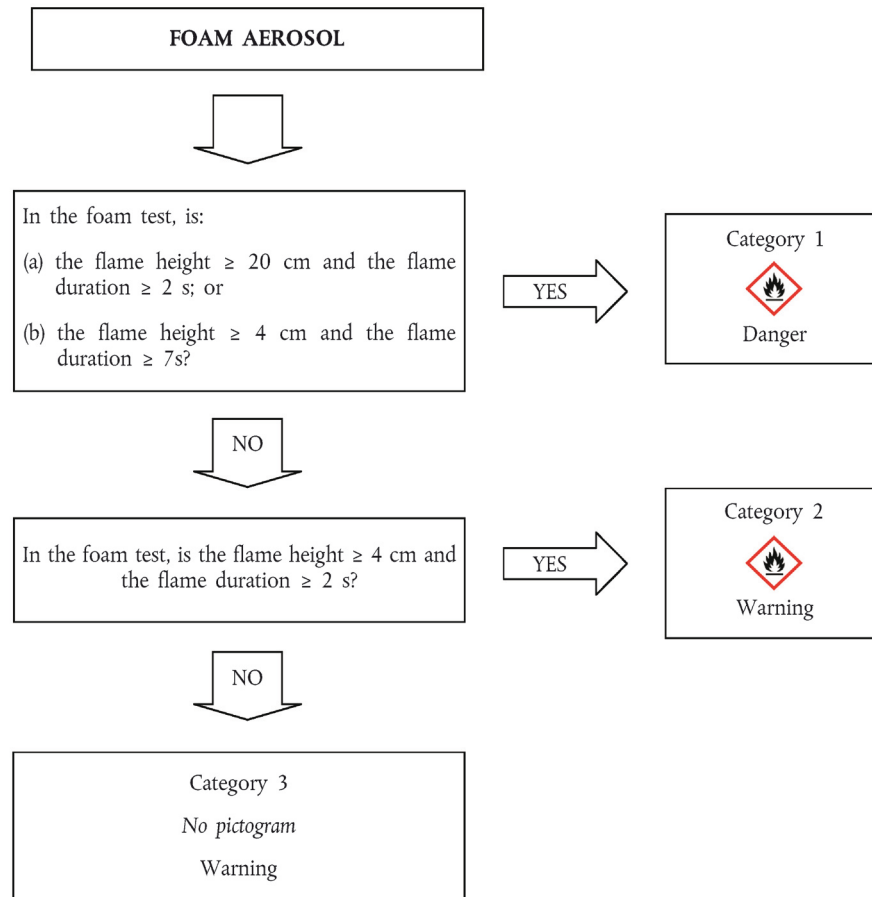 FOAM AEROSOL
In the foam test, is:
(a) the flame height ≥ 20 cm and the flame
duration ≥ 2 s; or
(b) the flame height ≥ 4 cm and the flame
duration ≥ 7s?
YES
Category 1
Danger
NO
In the foam test, is the flame height ≥ 4 cm and
the flame duration ≥ 2 s?
YES
Category 2
Warning
NO
Category 3
No pictogram
Warning